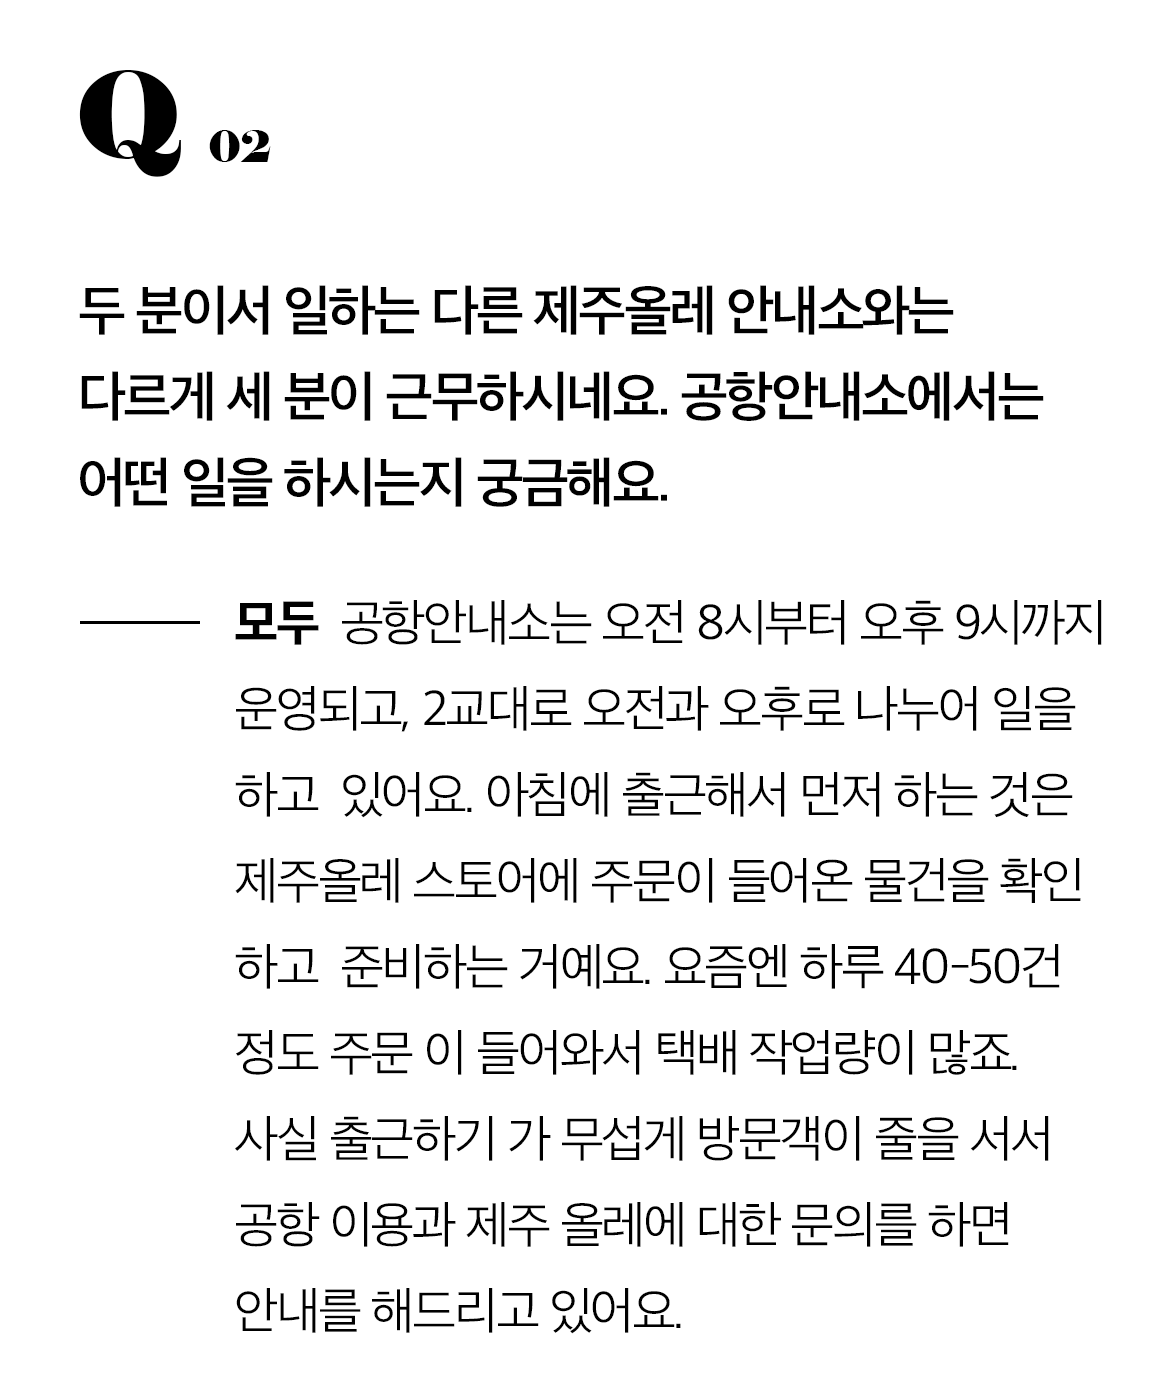 Q 02
두 분이서 일하는 다른 제주올레 안내소와는
다르게 세 분이 근무하시네요. 공항안내소에서는
어떤 일을 하시는지 궁금해요.
모두 공항안내소는 오전 8시부터 오후 9시까지
운영되고, 2교대로 오전과 오후로 나누어 일을
하고 있어요. 아침에 출근해서 먼저 하는 것은
제주올레 스토어에 주문이 들어온 물건을 확인
하고 준비하는 거예요. 요즘엔 하루 40-50건
정도 주문 이 들어와서 택배 작업량이 많죠.
사실 출근하기 가 무섭게 방문객이 줄을 서서
공항 이용과 제주 올레에 대한 문의를 하면
안내를 해드리고 있어요.